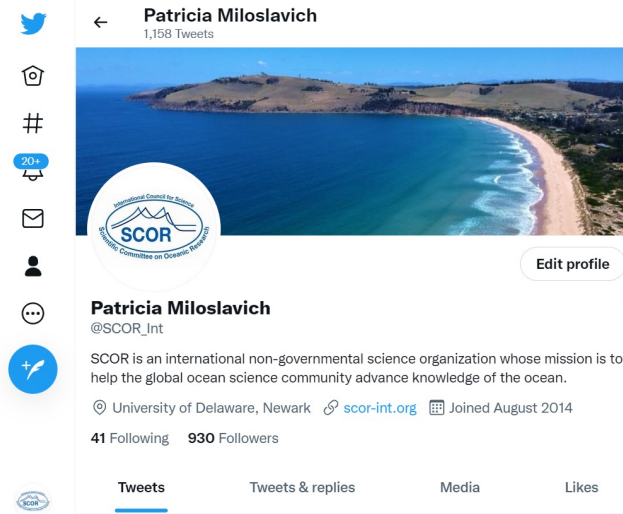 Patricia Miloslavich
1,158 Tweets
20+
International Council for Science
SCOR
Scientific Committee on Oceanic Research
Edit profile
Patricia Miloslavich
@SCOR_Int
SCOR is an international non-governmental science organization whose mission is to
help the global ocean science community advance knowledge of the ocean.
University of Delaware, Newark scor-int.org Joined August 2014
41 Following 930 Followers
Tweets Tweets & replies Media Likes
SCOR